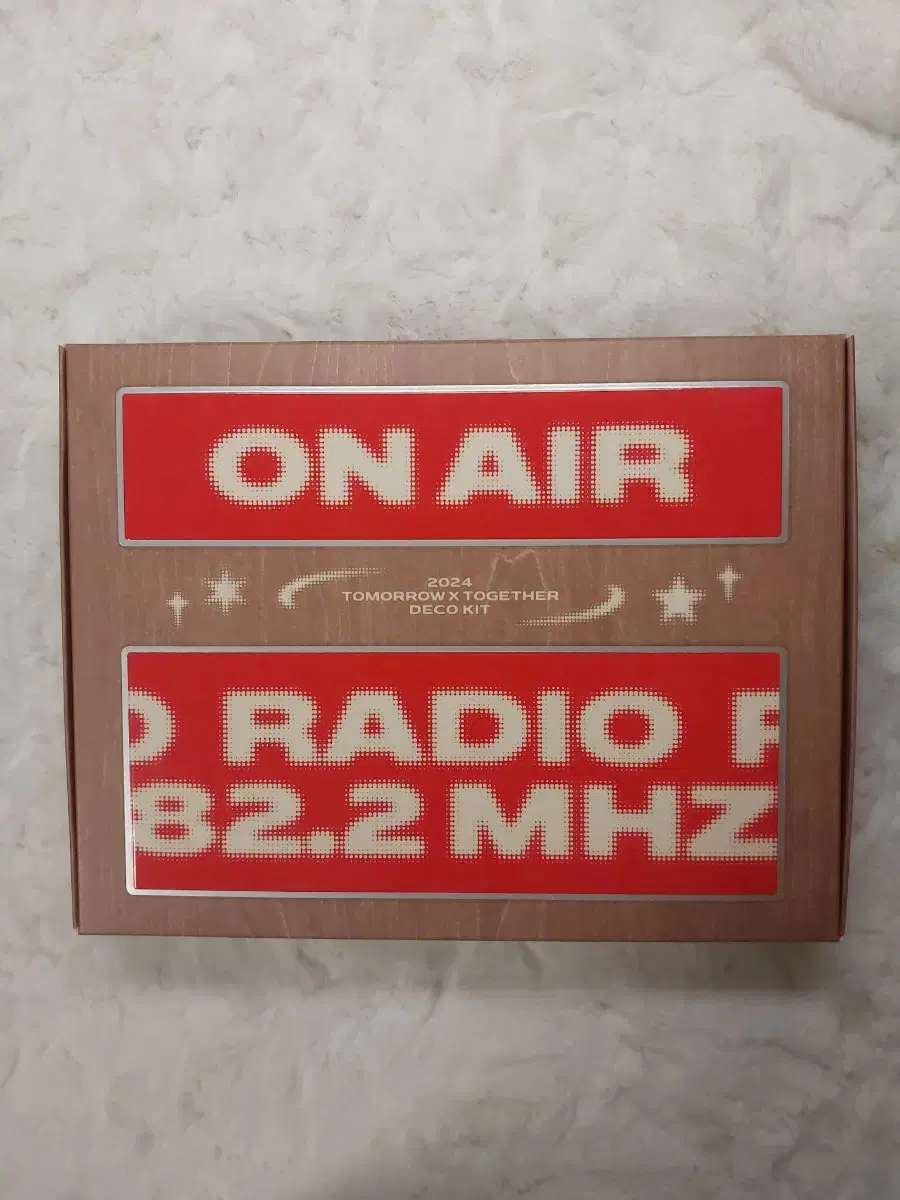 ON AIR
2024
TOMORROW X TOGETHER
DECO KIT
O RADIO R
82.2 MHZ